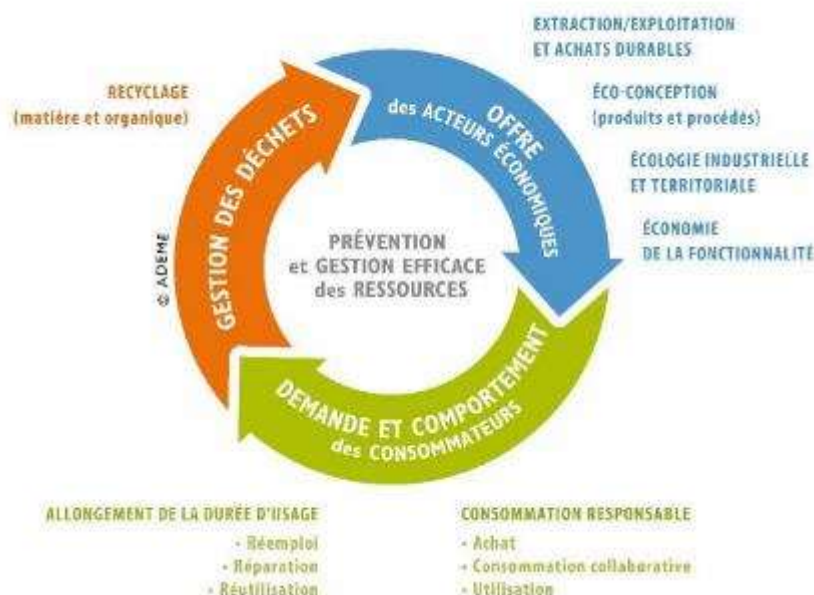 EXTRACTION/EXPLOITATION
ET ACHATS DURABLES
ÉCO-CONCEPTION
(produits et procédés)
ÉCOLOGIE INDUSTRIELLE
ET TERRITORIALE
ÉCONOMIE
DE LA FONCTIONNALITÉ
OFFRE
des ACTEURS ÉCONOMIQUES
RECYCLAGE
(matière et organique)
GESTION DES DÉCHETS
© ADEME
PRÉVENTION
et GESTION EFFICACE
des RESSOURCES
DEMANDE ET COMPORTEMENT
des CONSOMMATEURS
ALLONGEMENT DE LA DURÉE D'USAGE
- Réemploi
- Réparation
- Réutilisation
CONSOMMATION RESPONSABLE
- Achat
- Consommation collaborative
- Utilisation